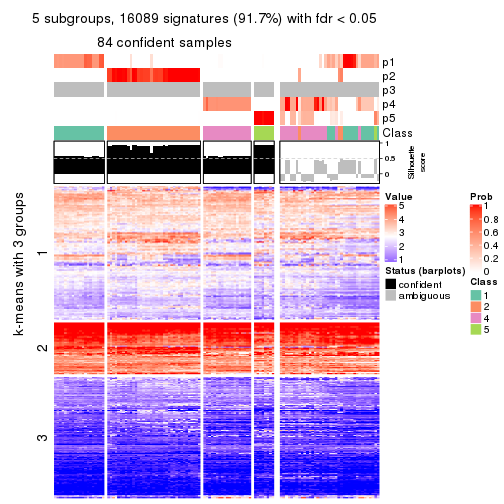 5 subgroups, 16089 signatures (91.7%) with fdr < 0.05
84 confident samples
p1
p2
p3
p4
p5
Class
1
0.5
0
Silhouette
score
k-means with 3 groups
1
2
3
Value
5
4
3
2
1
Status (barplots)
confident
ambiguous
Prob
1
0.8
0.6
0.4
0.2
0
Class
1
2
4
5